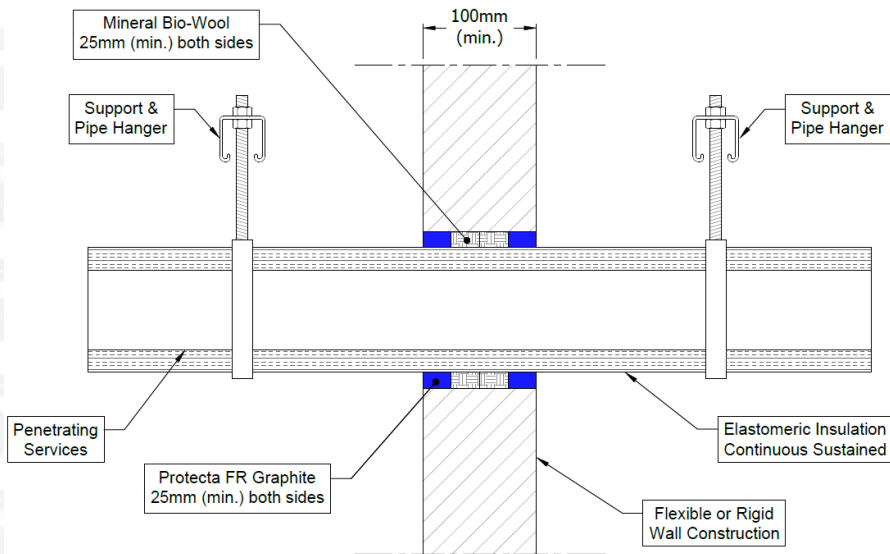 Mineral Bio-Wool
25mm (min.) both sides
100mm
(min.)
Support &
Pipe Hanger
Support &
Pipe Hanger
Penetrating
Services
Elastomeric Insulation
Continuous Sustained
Protecta FR Graphite
25mm (min.) both sides
Flexible or Rigid
Wall Construction